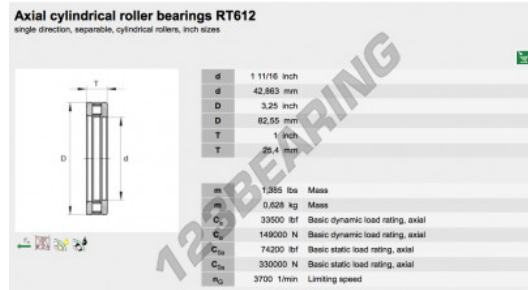 Axial cylindrical roller bearings RT612
single direction, separable, cylindrical rollers, inch sizes
T
D
d
d 1 11/16 inch
d 42,863 mm
D 3,25 inch
D 82,55 mm
T 1 inch
T 25,4 mm
m 1,385 lbs Mass
m 0,628 kg Mass
Ca 33500 lbf Basic dynamic load rating, axial
Ca 149000 N Basic dynamic load rating, axial
C0a 74200 lbf Basic static load rating, axial
C0a 330000 N Basic static load rating, axial
nG 3700 1/min Limiting speed
123BEARING